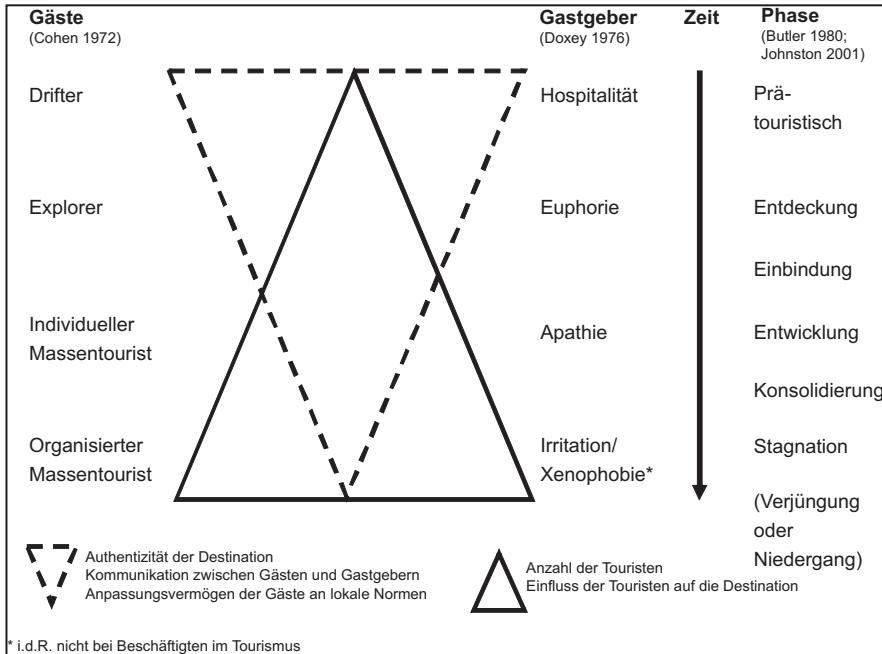 Gäste
(Cohen 1972)
Drifter
Explorer
Individueller
Massentourist
Organisierter
Massentourist
Gastgeber
(Doxey 1976)
Hospitalität
Euphorie
Apathie
Irritation/
Xenophobie*
Zeit
Phase
(Butler 1980;
Johnston 2001)
Prä-
touristisch
Entdeckung
Einbindung
Entwicklung
Konsolidierung
Stagnation
(Verjüngung
oder
Niedergang)
Authentizität der Destination
Kommunikation zwischen Gästen und Gastgebern
Anpassungsvermögen der Gäste an lokale Normen
Anzahl der Touristen
Einfluss der Touristen auf die Destination
* i.d.R. nicht bei Beschäftigten im Tourismus